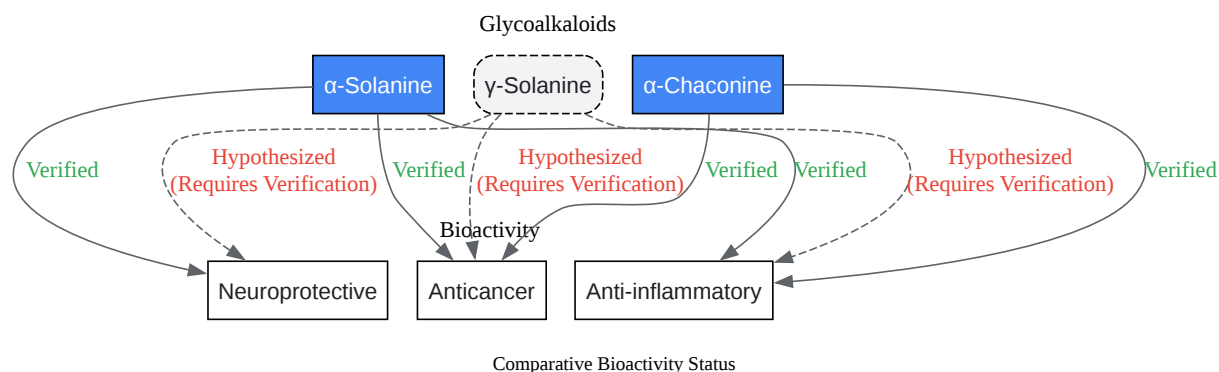 Glycoalkaloids
α-Solanine
γ-Solanine
α-Chaconine
Verified
Hypothesized
(Requires Verification)
Verified
Hypothesized
(Requires Verification)
Verified
Verified
Hypothesized
(Requires Verification)
Verified
Bioactivity
Neuroprotective
Anticancer
Anti-inflammatory
Comparative Bioactivity Status